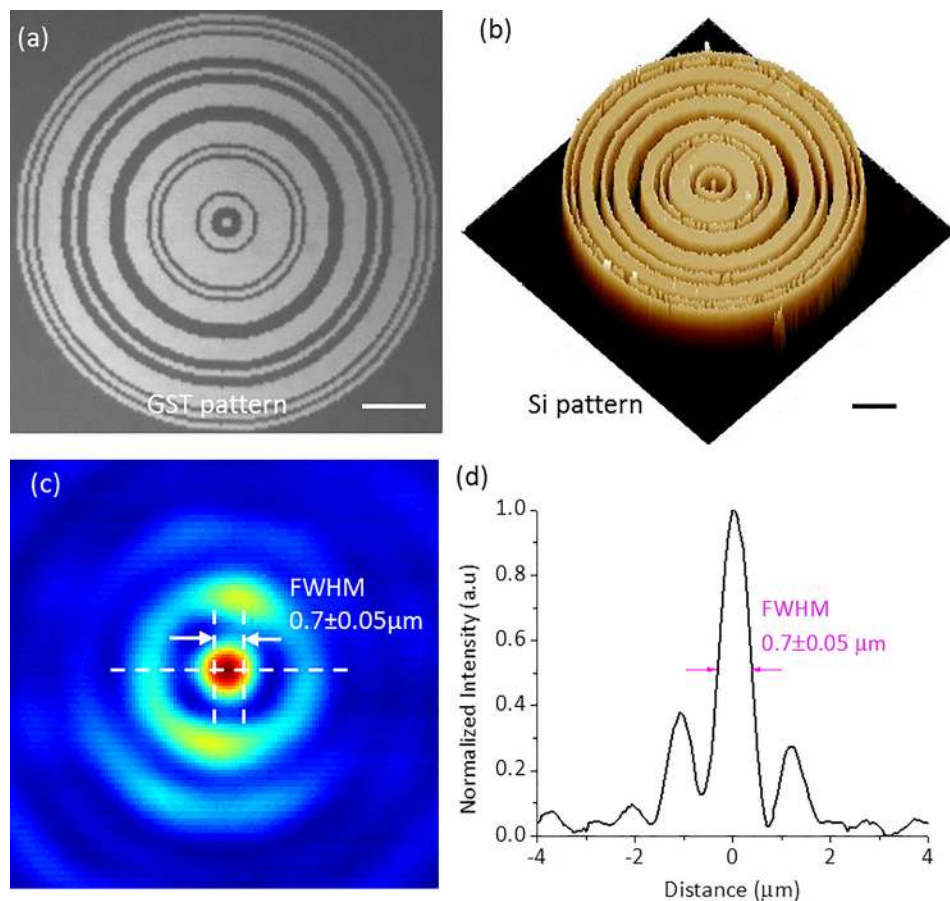 (a)
GST pattern
(b)
Si pattern
(c)
FWHM
0.7±0.05μm
(d)
Normalized Intensity (a.u)
1.0
0.8
0.6
0.4
0.2
0.0
FWHM
0.7±0.05 μm
-4
-2
0
2
4
Distance (μm)